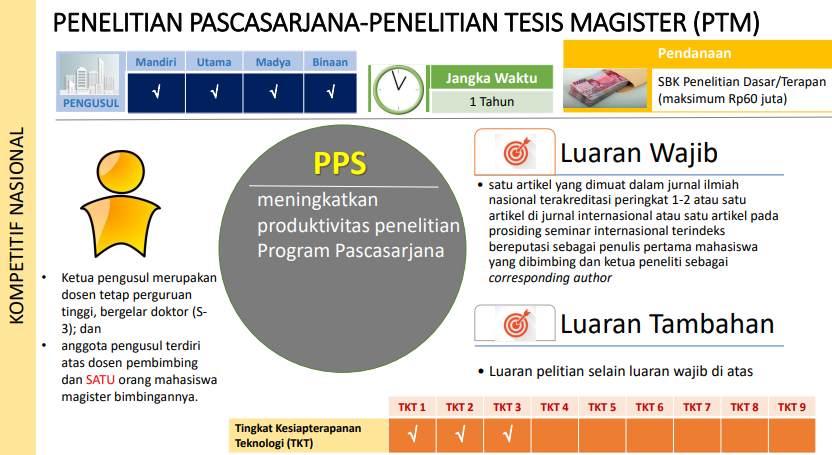 PENELITIAN PASCASARJANA-PENELITIAN TESIS MAGISTER (PTM)
KOMPETITIF NASIONAL
PENGUSUL
Mandiri Utama Madya Binaan
√ √ √ √
Jangka Waktu
1 Tahun
Pendanaan
SBK Penelitian Dasar/Terapan
(maksimum Rp60 juta)
• Ketua pengusul merupakan
dosen tetap perguruan
tinggi, bergelar doktor (S-
3); dan
• anggota pengusul terdiri
atas dosen pembimbing
dan SATU orang mahasiswa
magister bimbingannya.
PPS
meningkatkan
produktivitas penelitian
Program Pascasarjana
Luaran Wajib
• satu artikel yang dimuat dalam jurnal ilmiah
nasional terakreditasi peringkat 1-2 atau satu
artikel di jurnal internasional atau satu artikel pada
prosiding seminar internasional terindeks
bereputasi sebagai penulis pertama mahasiswa
yang dibimbing dan ketua peneliti sebagai
corresponding author
Luaran Tambahan
• Luaran pelitian selain luaran wajib di atas
TKT 1 TKT 2 TKT 3 TKT 4 TKT 5 TKT 6 TKT 7 TKT 8 TKT 9
Tingkat Kesiapterapanan
Teknologi (TKT)
√ √ √